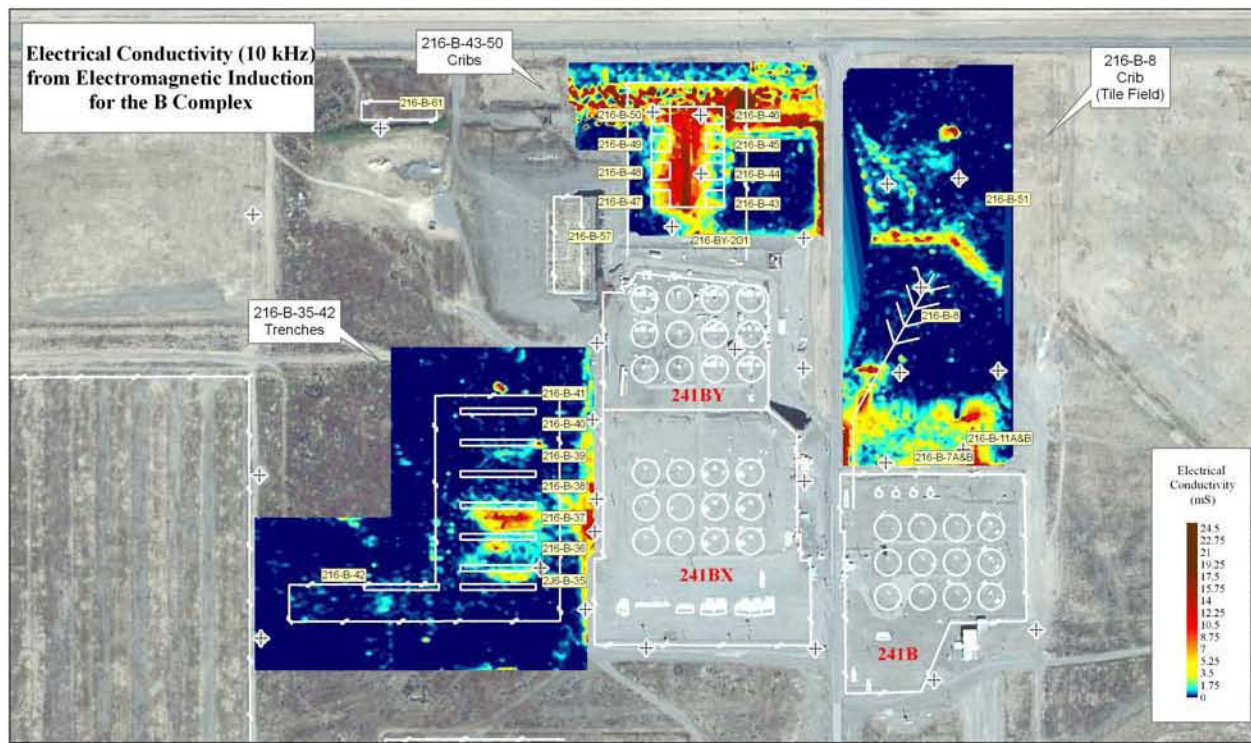 Electrical Conductivity (10 kHz)
from Electromagnetic Induction
for the B Complex
216-B-43-50
Cribs
216-B-8
Crib
(Tile Field)
216-B-61
216-B-50
216-B-46
216-B-49
216-B-45
216-B-48
216-B-44
216-B-47
216-B-43
216-B-51
216-B-57
216-BY-201
216-B-35-42
Trenches
216-B-8
216-B-41
241BY
216-B-40
216-B-39
216-B-38
216-B-11A&B
216-B-7A&B
216-B-37
216-B-36
216-B-42
2J6-B-35
241BX
241B
Electrical
Conductivity
(mS)
24.5
22.75
21
19.25
17.5
15.75
14
12.25
10.5
8.75
7
5.25
3.5
1.75
0